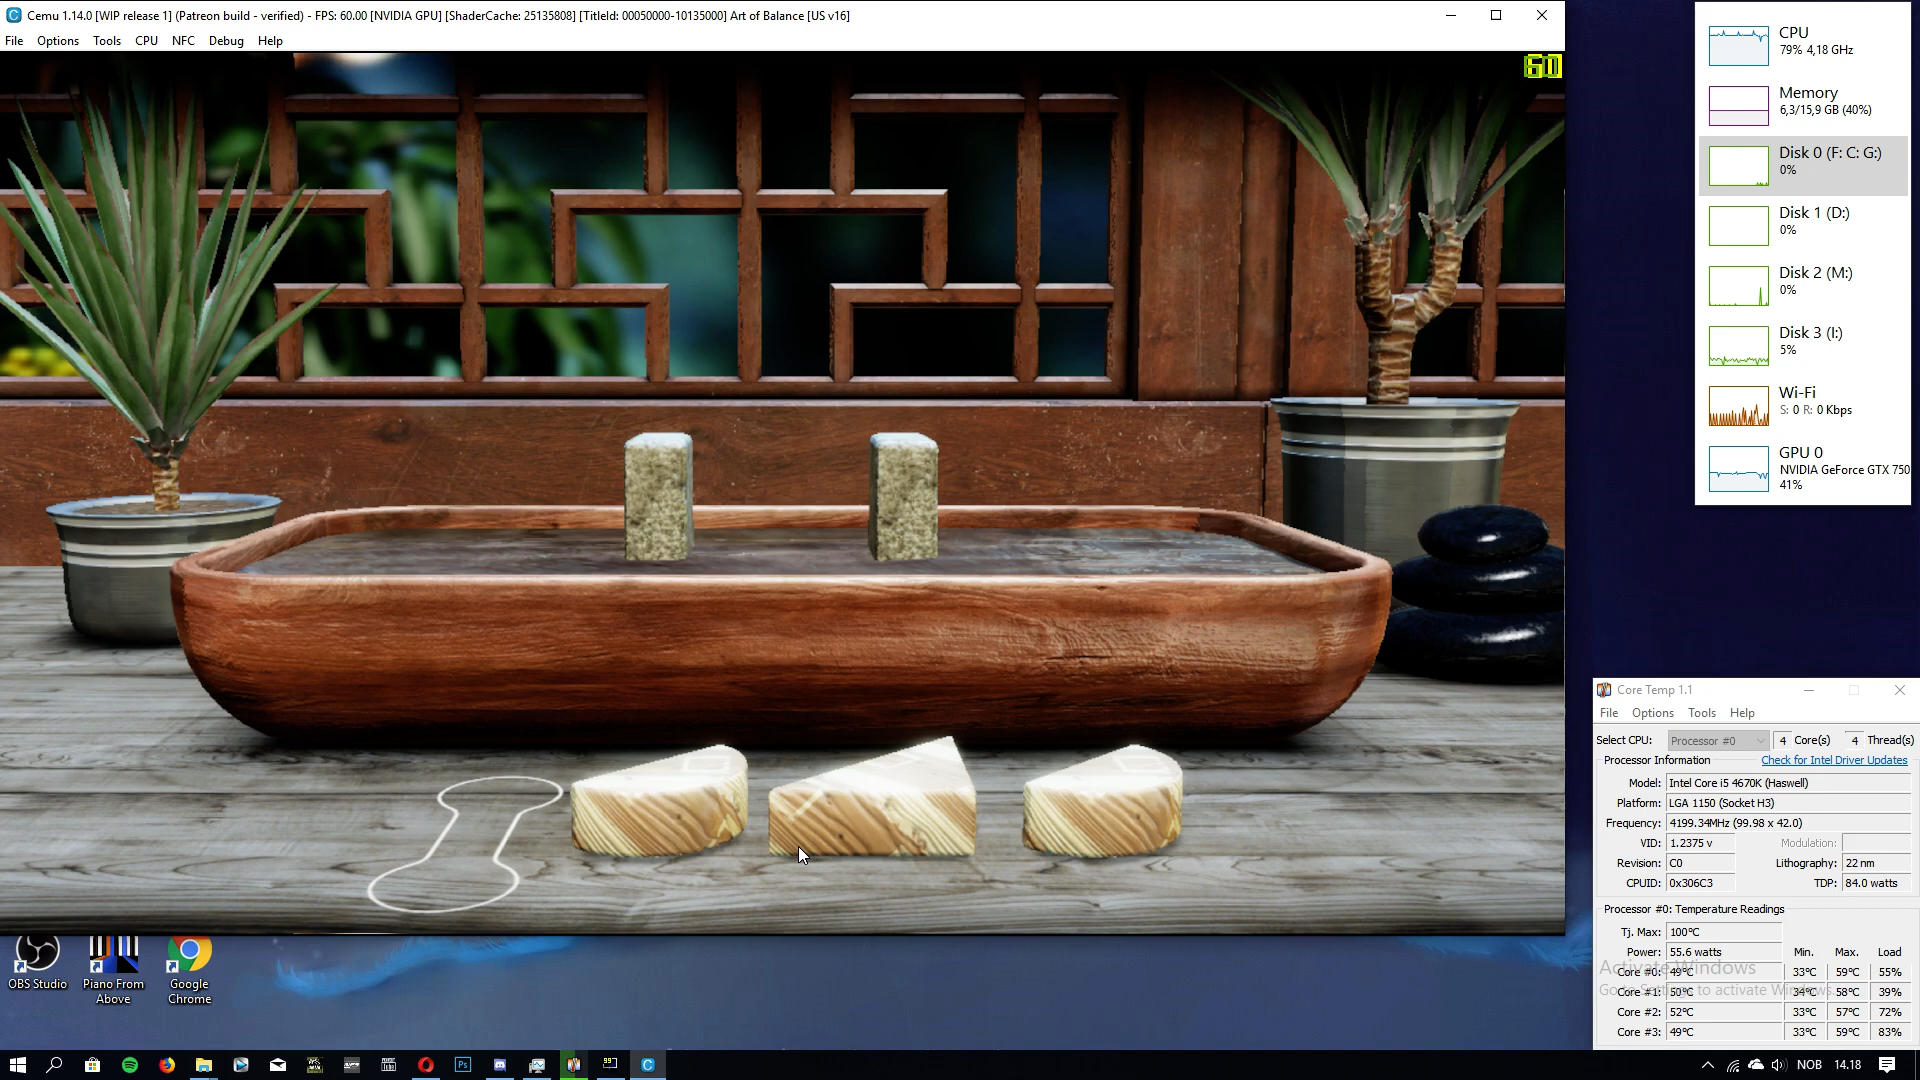 Cemu 1.14.0 [WIP release 1] (Patreon build - verified) - FPS: 60.00 [NVIDIA GPU] [ShaderCache: 25135808] [TitleId: 00050000-10135000] Art of Balance [US v16]
File Options Tools CPU NFC Debug Help
60
CPU
79% 4,18 GHz
Memory
6,3/15,9 GB (40%)
Disk 0 (F: C: G:)
0%
Disk 1 (D:)
0%
Disk 2 (M:)
0%
Disk 3 (I:)
5%
Wi-Fi
S: 0 R: 0 Kbps
GPU 0
NVIDIA GeForce GTX 750
41%
Core Temp 1.1
File Options Tools Help
Select CPU: Processor #0 4 Core(s) 4 Thread(s)
Processor Information Check for Intel Driver Updates
Model: Intel Core i5 4670K (Haswell)
Platform: LGA 1150 (Socket H3)
Frequency: 4199.34MHz (99.98 x 42.0)
VID: 1.2375 v Modulation:
Revision: C0 Lithography: 22 nm
CPUID: 0x306C3 TDP: 84.0 watts
Processor #0: Temperature Readings
Tj. Max: 100°C
Power: 55.6 watts Min. Max. Load
Core #0: 49°C 33°C 59°C 55%
Core #1: 50°C 34°C 58°C 39%
Core #2: 52°C 33°C 57°C 72%
Core #3: 49°C 33°C 59°C 83%
Activate Windows
Go to Settings to activate Windows.
OBS Studio
Piano From
Above
Google
Chrome
NOB 14.18